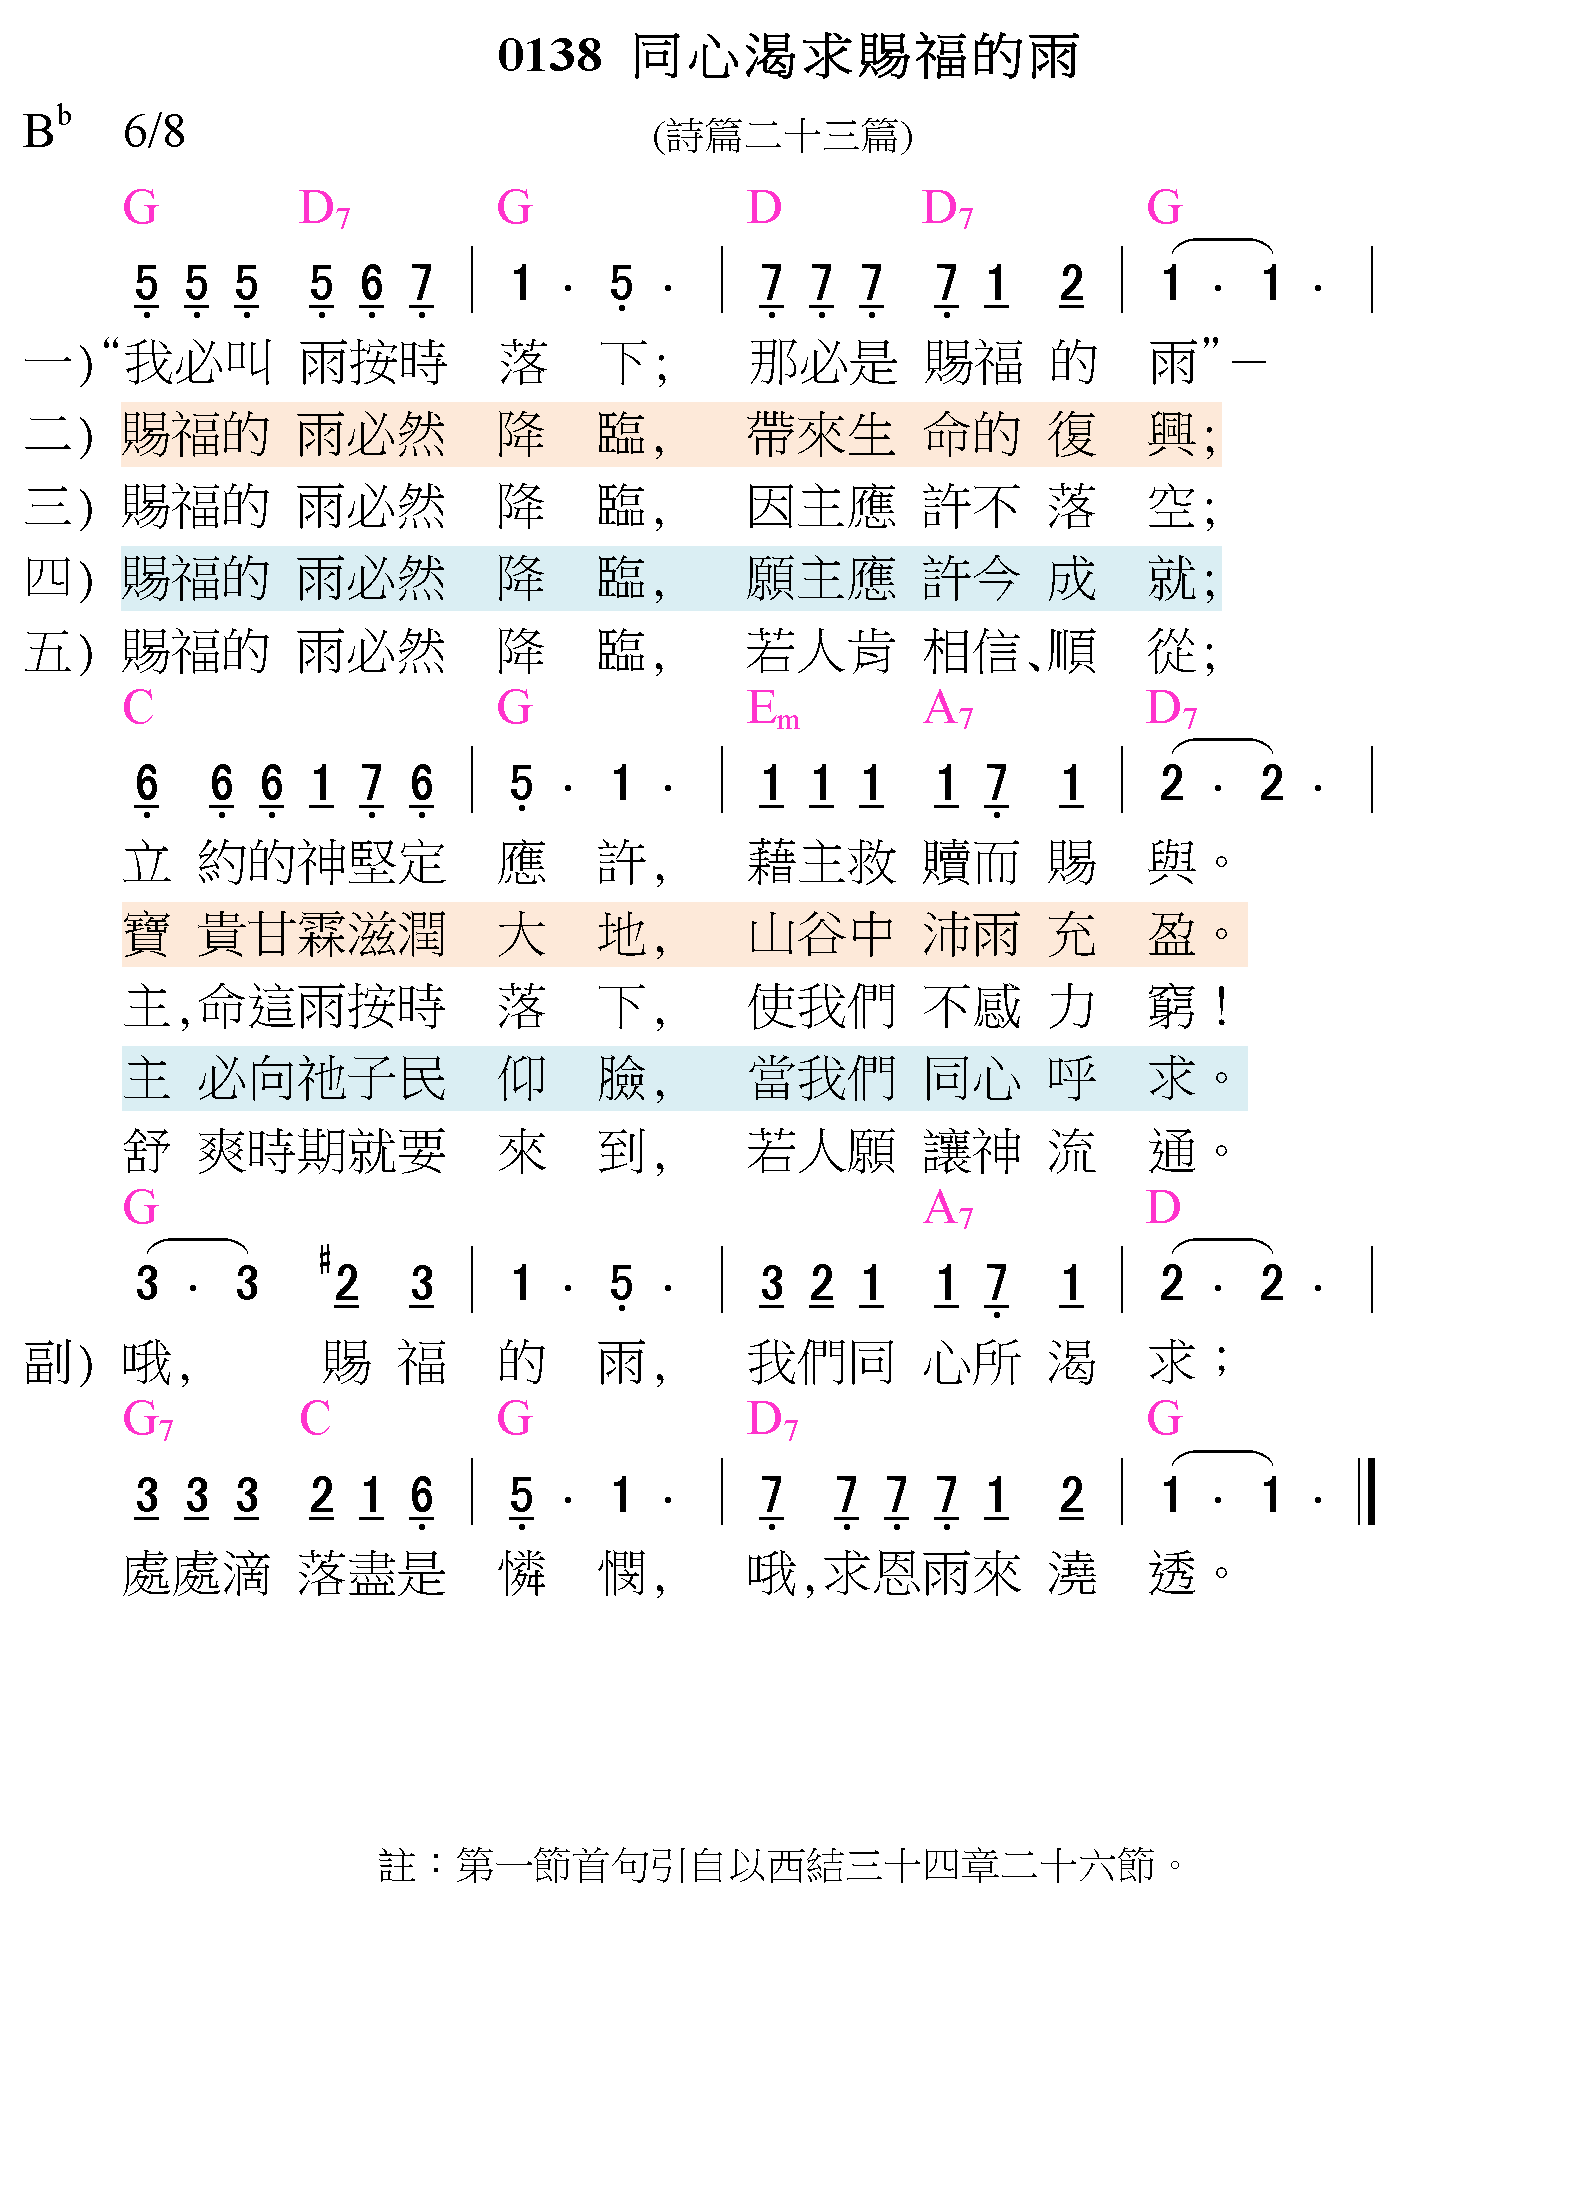 0138 同心渴求賜福的雨
B♭ 6/8 (詩篇二十三篇)
G D7 G D D7 G
5 5 5 5 6 7 | 1 · 5 · | 7 7 7 7 1 2 | 1 · 1 · |
一)“我必叫 雨按時 落 下; 那必是 賜福 的 雨”－
二) 賜福的 雨必然 降 臨, 帶來生 命的 復 興;
三) 賜福的 雨必然 降 臨, 因主應 許不 落 空;
四) 賜福的 雨必然 降 臨, 願主應 許今 成 就;
五) 賜福的 雨必然 降 臨, 若人肯 相信、順 從;
C G Em A7 D7
6 6 6 1 7 6 | 5 · 1 · | 1 1 1 1 7 1 | 2 · 2 · |
立 約的神堅定 應 許, 藉主救 贖而 賜 與。
寶 貴甘霖滋潤 大 地, 山谷中 沛雨 充 盈。
主,命這雨按時 落 下, 使我們 不感 力 窮!
主 必向祂子民 仰 臉, 當我們 同心 呼 求。
舒 爽時期就要 來 到, 若人願 讓神 流 通。
G A7 D
3 · 3 #2 3 | 1 · 5 · | 3 2 1 1 7 1 | 2 · 2 · |
副) 哦, 賜 福 的 雨, 我們同 心所 渴 求；
G7 C G D7 G
3 3 3 2 1 6 | 5 · 1 · | 7 7 7 7 1 2 | 1 · 1 · ‖
處處滴 落盡是 憐 憫, 哦,求恩雨來 澆 透。
註：第一節首句引自以西結三十四章二十六節。